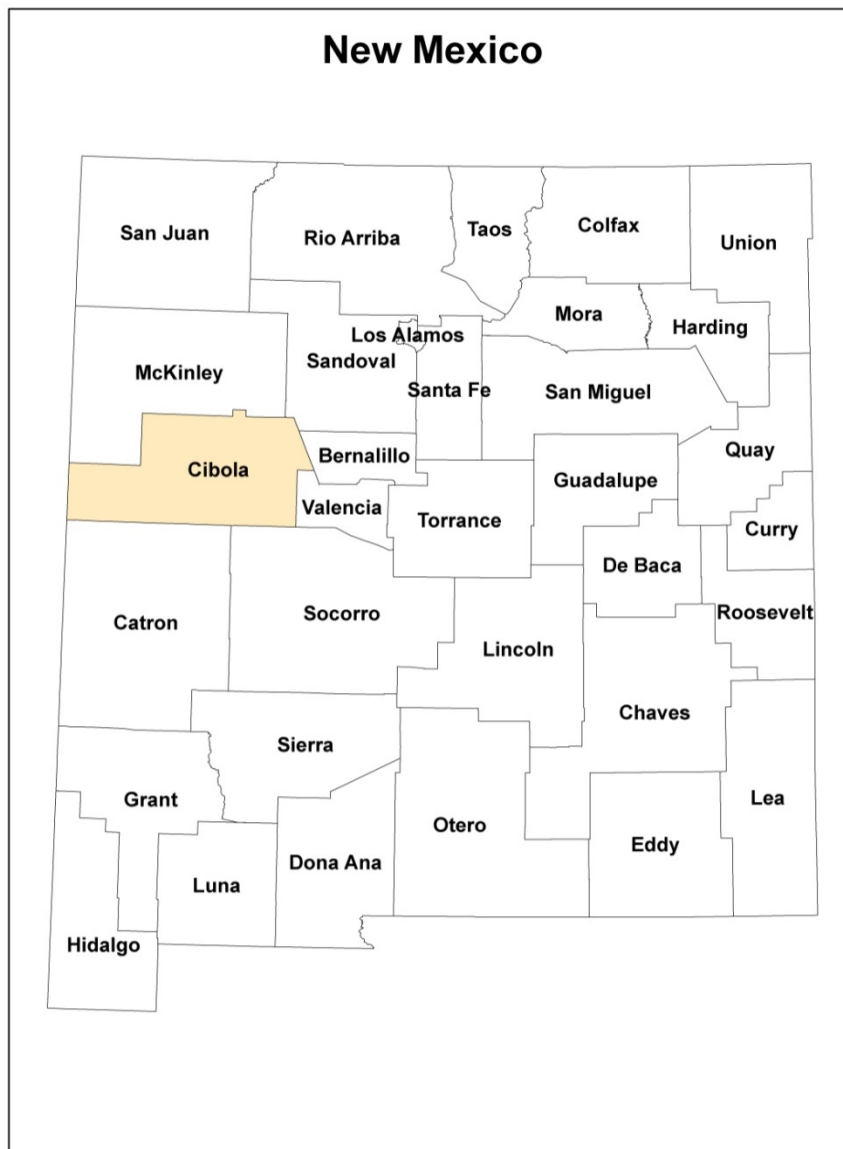 New Mexico
San Juan
Rio Arriba
Taos
Colfax
Union
Mora
Harding
Los Alamos
Sandoval
McKinley
Santa Fe
San Miguel
Cibola
Bernalillo
Quay
Guadalupe
Valencia
Torrance
Curry
De Baca
Catron
Socorro
Roosevelt
Lincoln
Chaves
Sierra
Grant
Lea
Otero
Eddy
Dona Ana
Luna
Hidalgo